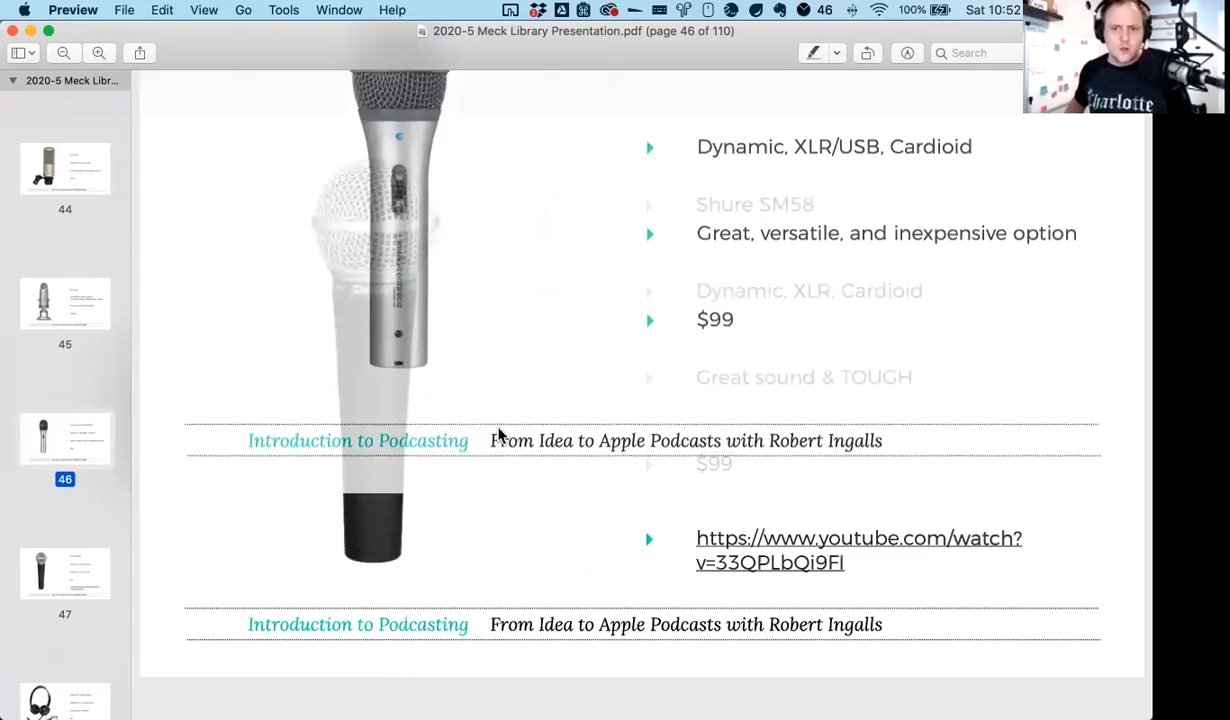 Preview File Edit View Go Tools Window Help 46 100% Sat 10:52
2020-5 Meck Library Presentation.pdf (page 46 of 110)
Search
2020-5 Meck Libr...
44
45
46
47
Dynamic, XLR/USB, Cardioid
Shure SM58
Great, versatile, and inexpensive option
Dynamic, XLR, Cardioid
$99
Great sound & TOUGH
Introduction to Podcasting From Idea to Apple Podcasts with Robert Ingalls
$99
https://www.youtube.com/watch?
v=33QPLbQi9FI
Introduction to Podcasting From Idea to Apple Podcasts with Robert Ingalls
Charlotte